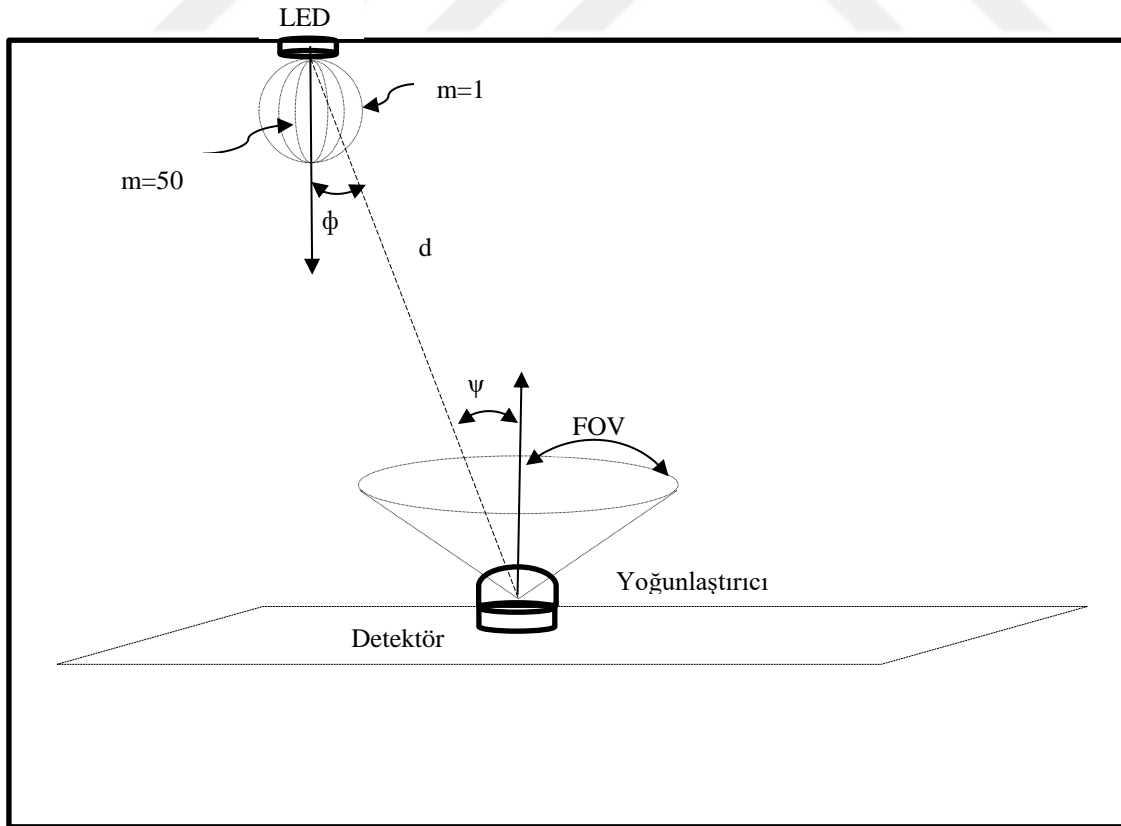 LED
m=1
m=50
ф
d
ψ
FOV
Yoğunlaştırıcı
Detektör